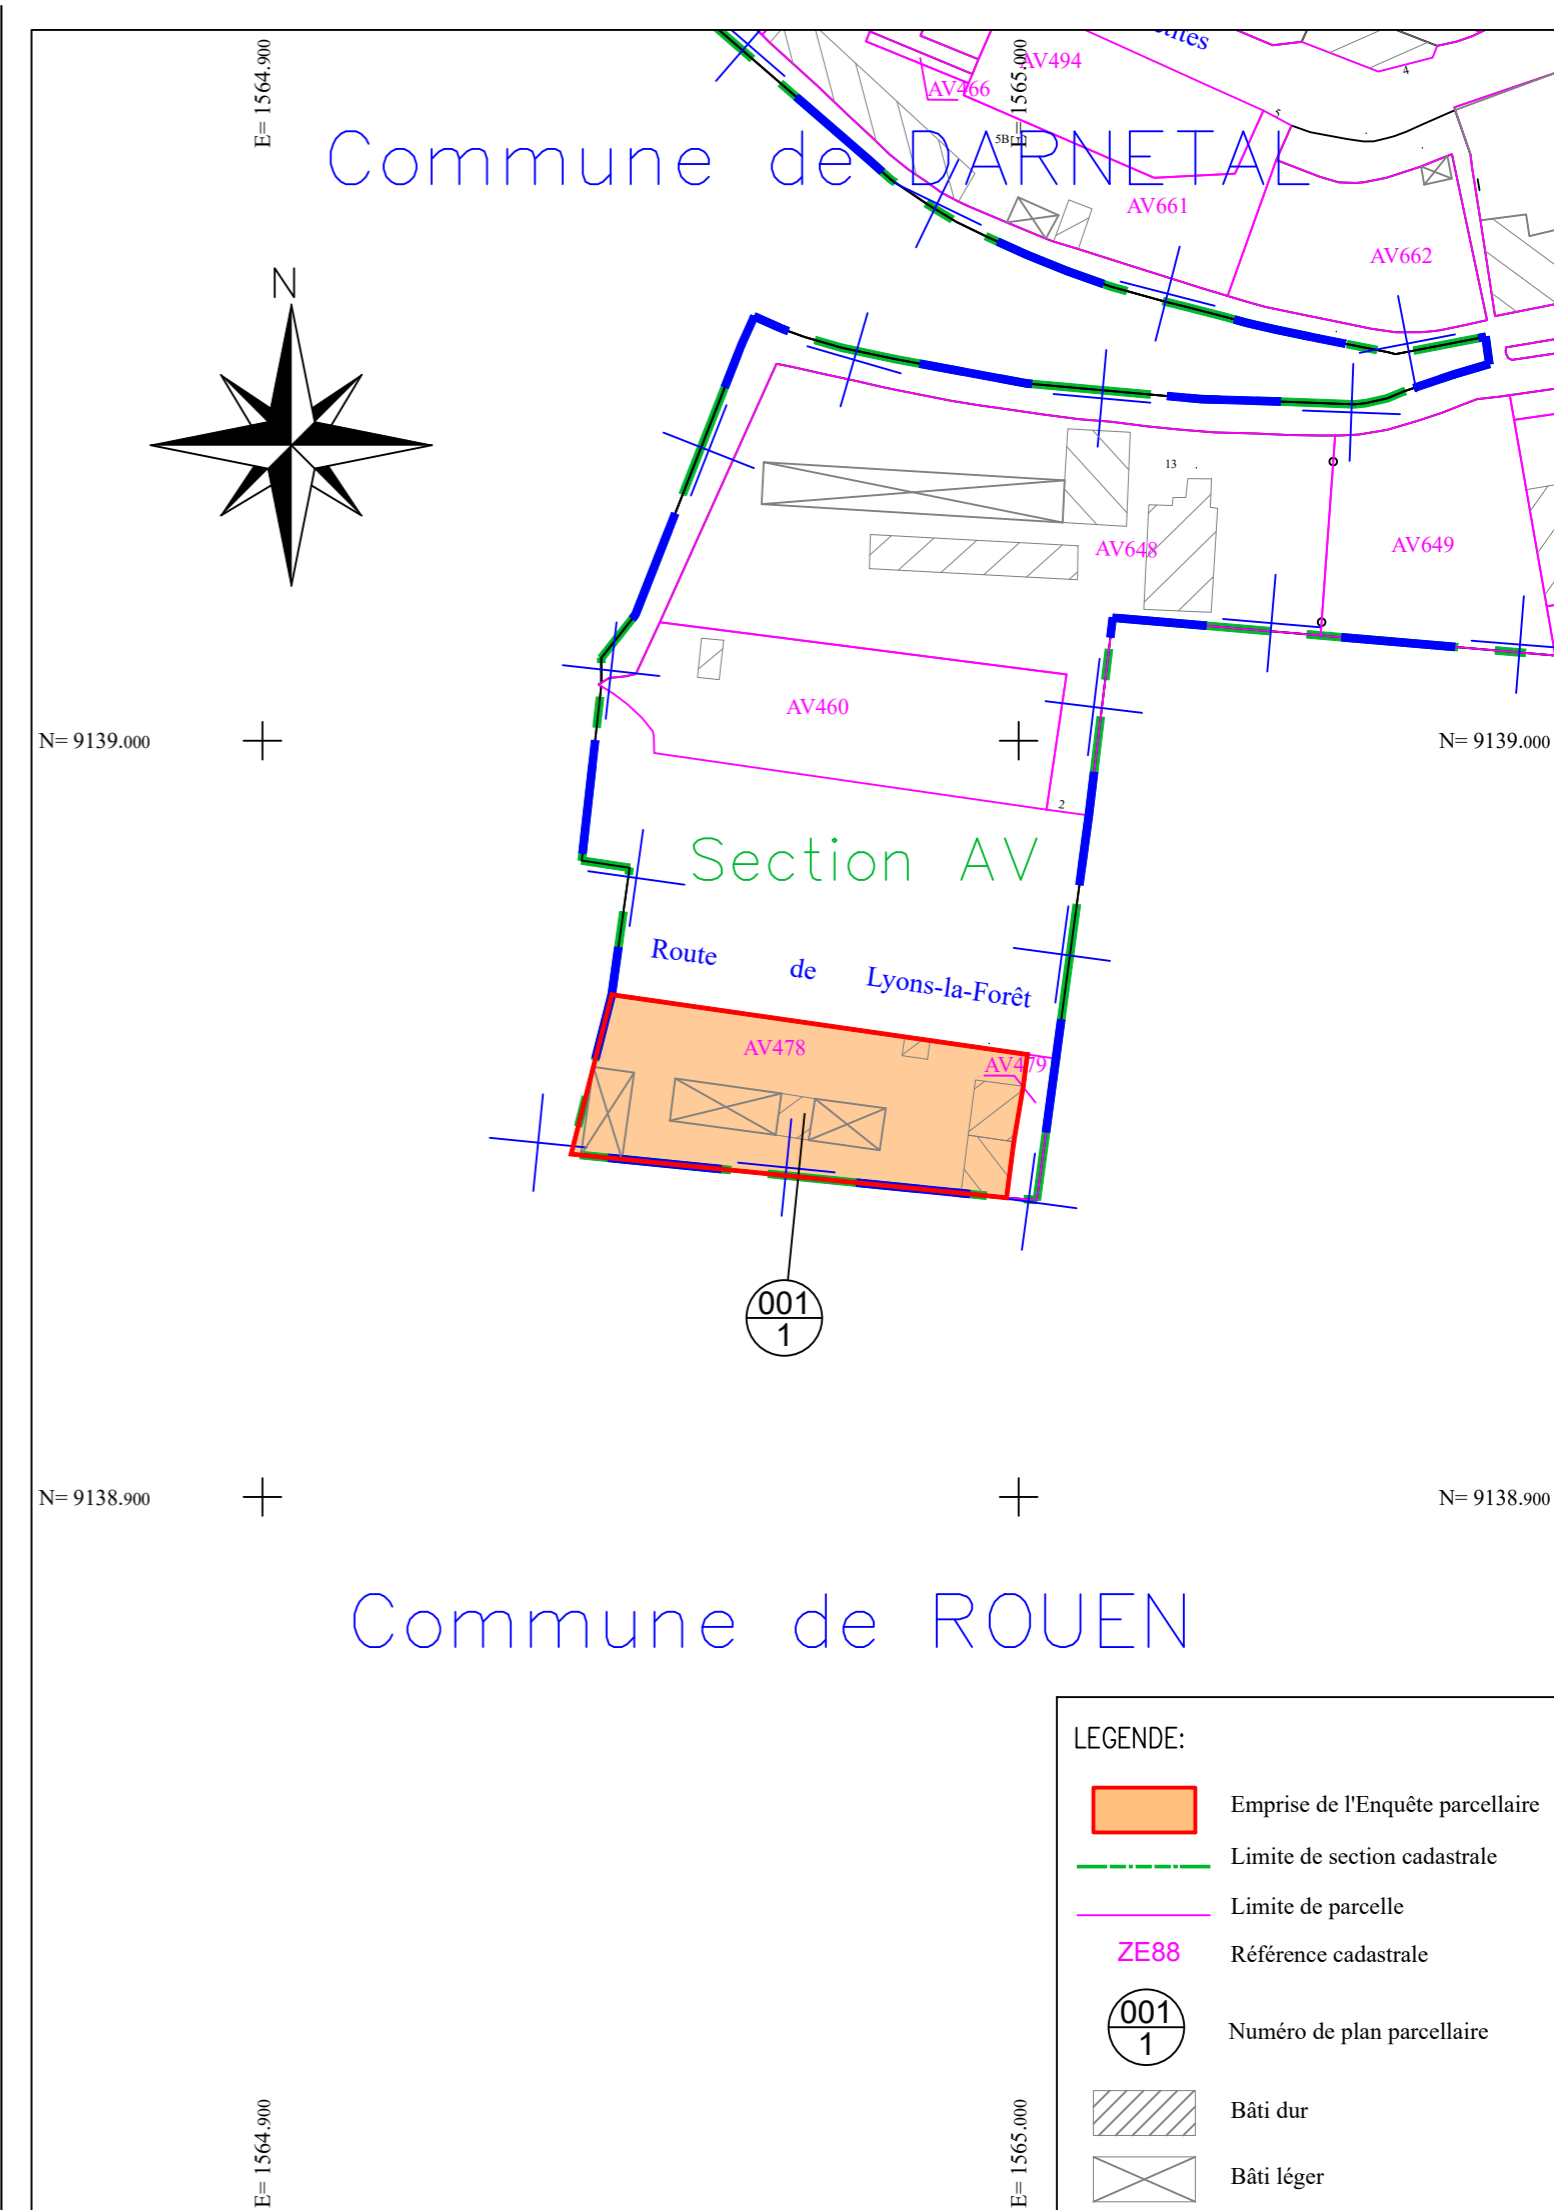 E= 1564.900
E= 1565.000
AV494
AV466
4
5
5B
Commune de DARNETAL
AV661
AV662
N
13
AV648
AV649
AV460
N= 9139.000
N= 9139.000
2
Section AV
Route de Lyons-la-Forêt
AV478
AV479
001
1
N= 9138.900
N= 9138.900
Commune de ROUEN
LEGENDE:
Emprise de l'Enquête parcellaire
Limite de section cadastrale
Limite de parcelle
ZE88
Référence cadastrale
001
1
Numéro de plan parcellaire
Bâti dur
Bâti léger
E= 1564.900
E= 1565.000